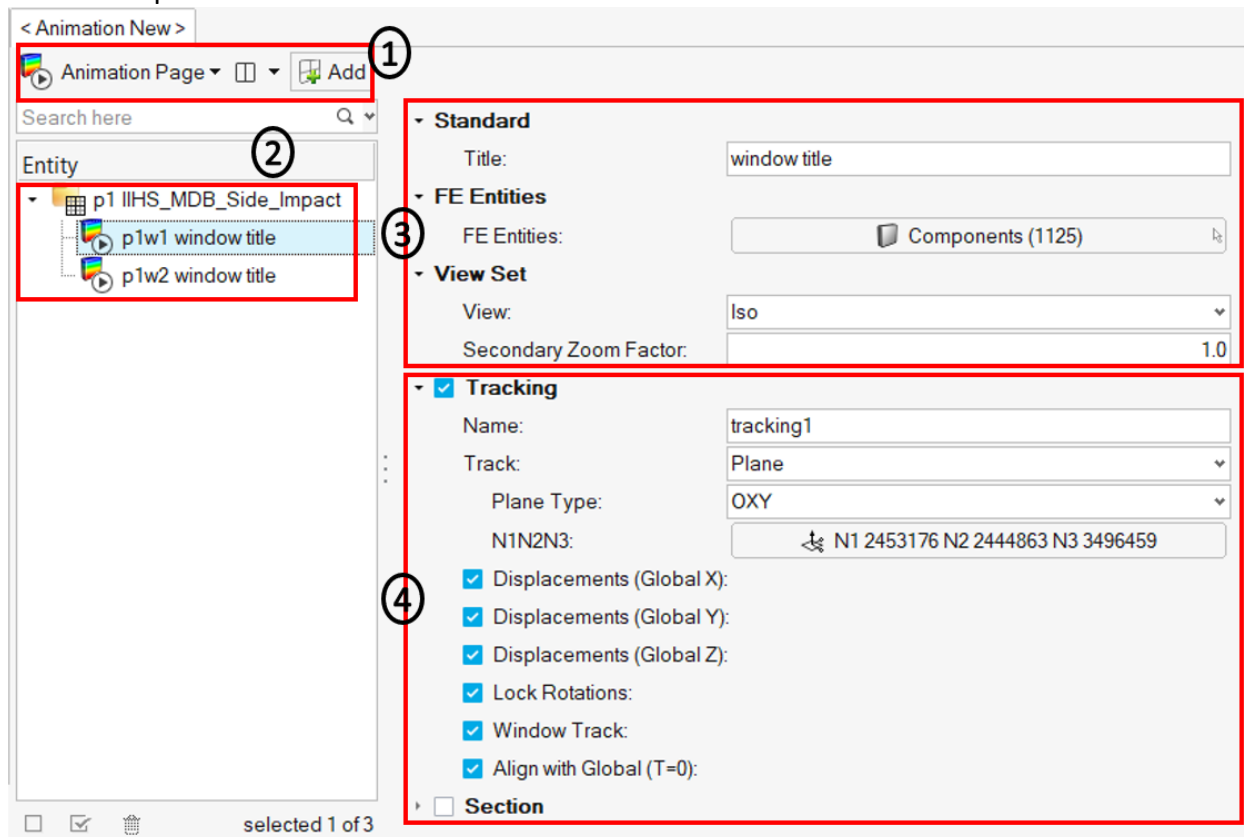 < Animation New >
1
Animation Page Add
Search here
2
Entity
p1 IIHS_MDB_Side_Impact
p1w1 window title
p1w2 window title
selected 1 of 3
3
Standard
Title: window title
FE Entities
FE Entities: Components (1125)
View Set
View: Iso
Secondary Zoom Factor: 1.0
4
Tracking
Name: tracking1
Track: Plane
Plane Type: OXY
N1N2N3: N1 2453176 N2 2444863 N3 3496459
Displacements (Global X):
Displacements (Global Y):
Displacements (Global Z):
Lock Rotations:
Window Track:
Align with Global (T=0):
Section